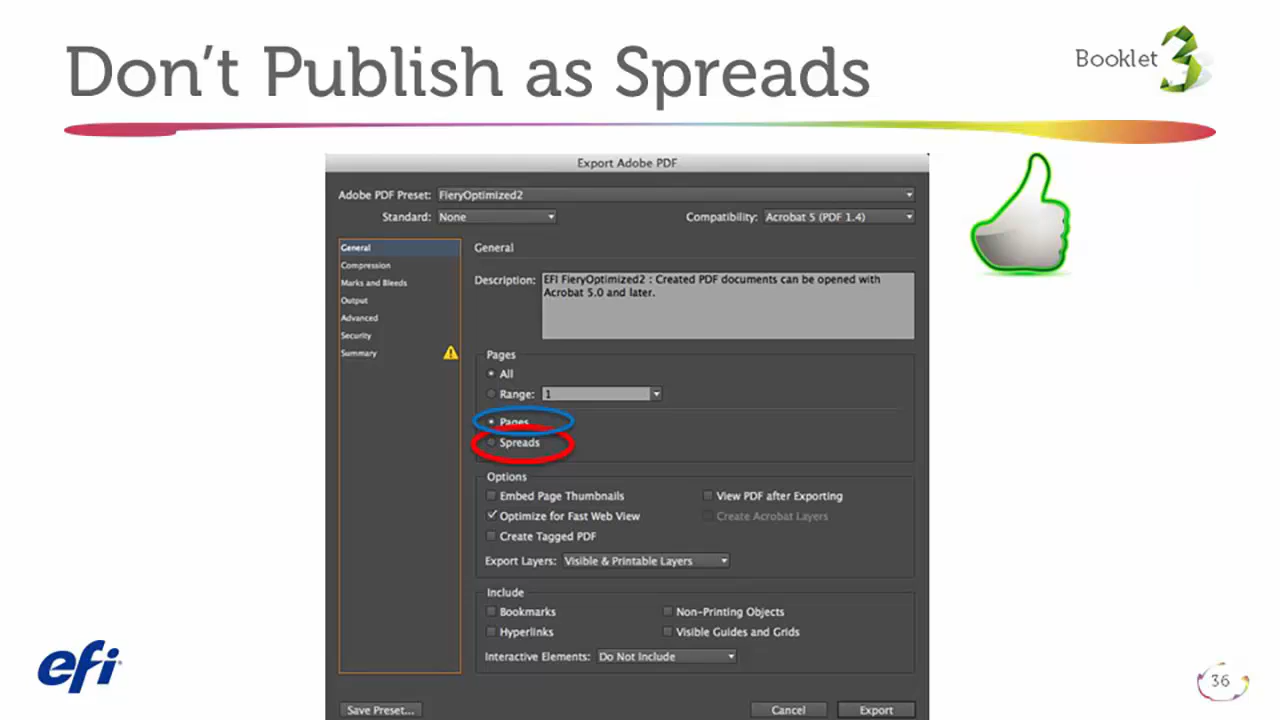 Don't Publish as Spreads
Booklet 3
Export Adobe PDF
Adobe PDF Preset: FieryOptimized2
Standard: None
Compatibility: Acrobat 5 (PDF 1.4)
General
Compression
Marks and Bleeds
Output
Advanced
Security
Summary
General
Description: EFI FieryOptimized2 : Created PDF documents can be opened with
Acrobat 5.0 and later.
Pages
All
Range: 1
Pages
Spreads
Options
Embed Page Thumbnails
View PDF after Exporting
Optimize for Fast Web View
Create Acrobat Layers
Create Tagged PDF
Export Layers: Visible & Printable Layers
Include
Bookmarks
Non-Printing Objects
Hyperlinks
Visible Guides and Grids
Interactive Elements: Do Not Include
Save Preset...
Cancel
Export
efi
36